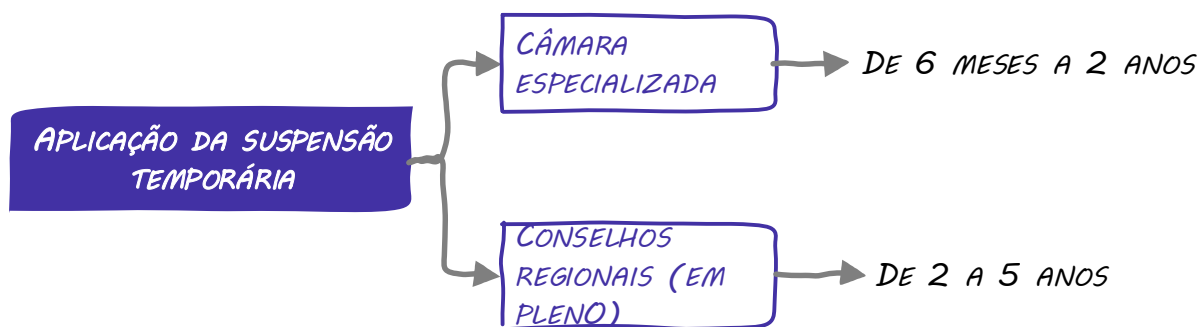 APLICAÇÃO DA SUSPENSÃO
TEMPORÁRIA
CÂMARA
ESPECIALIZADA
DE 6 MESES A 2 ANOS
CONSELHOS
REGIONAIS (EM
PLENO)
DE 2 A 5 ANOS